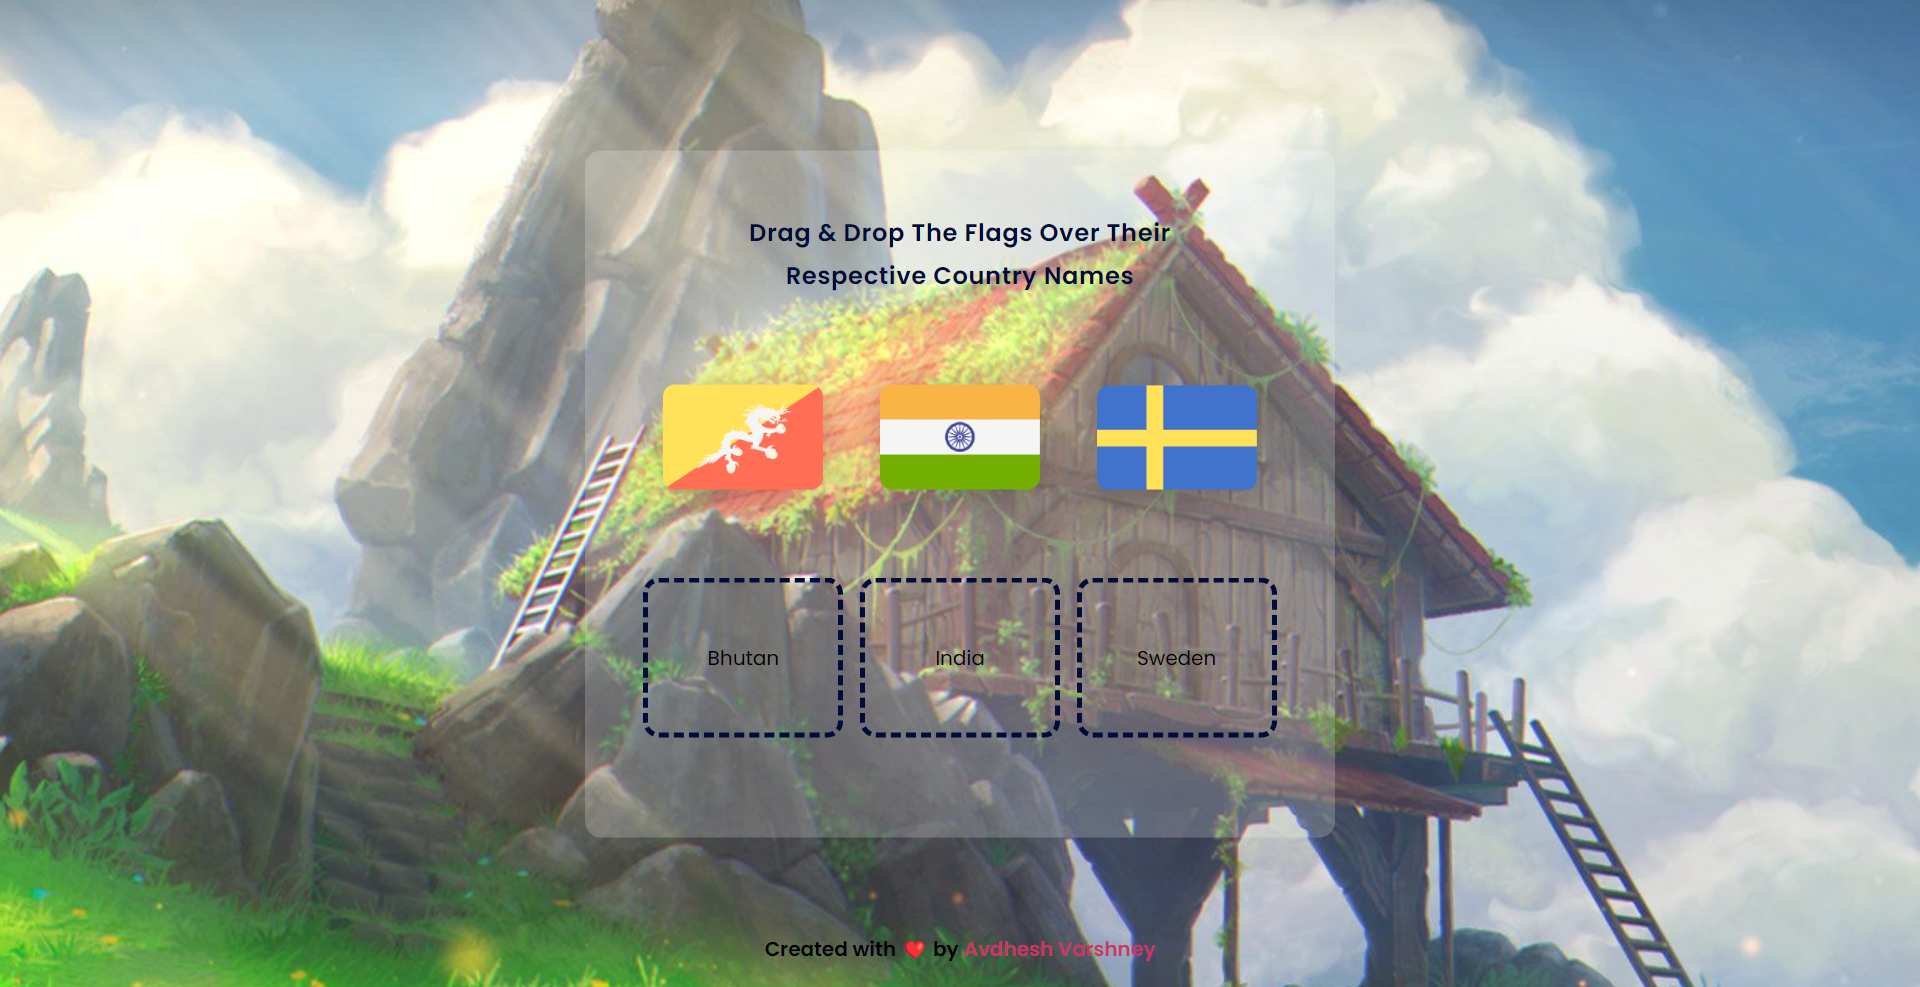 Drag & Drop The Flags Over Their
Respective Country Names
Bhutan
India
Sweden
Created with ❤️ by Avdhesh Varshney